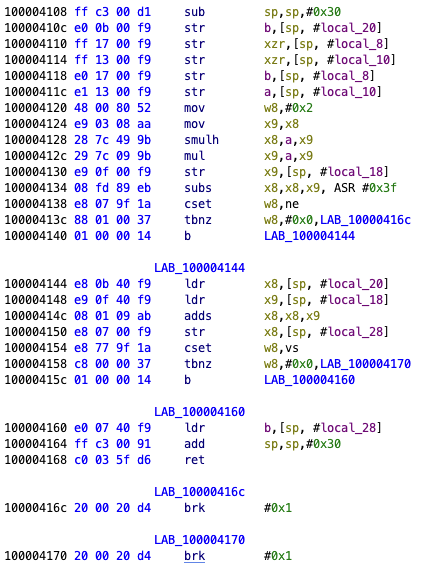 100004108 ff c3 00 d1 sub sp,sp,#0x30
10000410c e0 0b 00 f9 str b,[sp, #local_20]
100004110 ff 17 00 f9 str xzr,[sp, #local_8]
100004114 ff 13 00 f9 str xzr,[sp, #local_10]
100004118 e0 17 00 f9 str b,[sp, #local_8]
10000411c e1 13 00 f9 str a,[sp, #local_10]
100004120 48 00 80 52 mov w8,#0x2
100004124 e9 03 08 aa mov x9,x8
100004128 28 7c 49 9b smulh x8,a,x9
10000412c 29 7c 09 9b mul x9,a,x9
100004130 e9 0f 00 f9 str x9,[sp, #local_18]
100004134 08 fd 89 eb subs x8,x8,x9, ASR #0x3f
100004138 e8 07 9f 1a cset w8,ne
10000413c 88 01 00 37 tbnz w8,#0x0,LAB_10000416c
100004140 01 00 00 14 b LAB_100004144
LAB_100004144
100004144 e8 0b 40 f9 ldr x8,[sp, #local_20]
100004148 e9 0f 40 f9 ldr x9,[sp, #local_18]
10000414c 08 01 09 ab adds x8,x8,x9
100004150 e8 07 00 f9 str x8,[sp, #local_28]
100004154 e8 77 9f 1a cset w8,vs
100004158 c8 00 00 37 tbnz w8,#0x0,LAB_100004170
10000415c 01 00 00 14 b LAB_100004160
LAB_100004160
100004160 e0 07 40 f9 ldr b,[sp, #local_28]
100004164 ff c3 00 91 add sp,sp,#0x30
100004168 c0 03 5f d6 ret
LAB_10000416c
10000416c 20 00 20 d4 brk #0x1
LAB_100004170
100004170 20 00 20 d4 brk #0x1